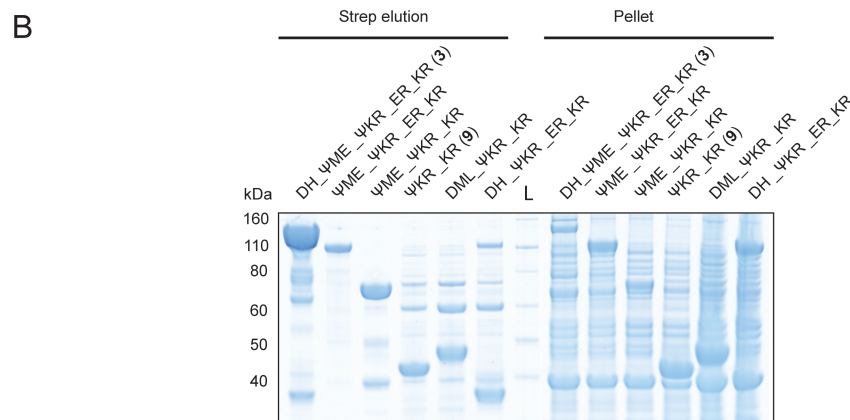 B
Strep elution
Pellet
DH_ΨME_ΨKR_ER_KR (3)
ΨME_ΨKR_ER_KR
ΨME_ΨKR_KR
ΨKR_KR (9)
DML_ΨKR_KR
DH_ΨKR_ER_KR
L
DH_ΨME_ΨKR_ER_KR (3)
ΨME_ΨKR_ER_KR
ΨME_ΨKR_KR
ΨKR_KR (9)
DML_ΨKR_KR
DH_ΨKR_ER_KR
kDa
160
110
80
60
50
40